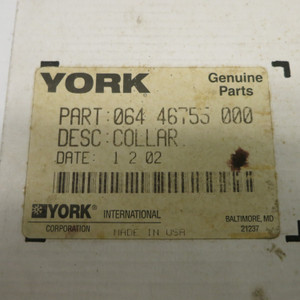 YORK Genuine Parts
PART: 064 46755 000
DESC: COLLAR
DATE: 1 2 02
YORK INTERNATIONAL CORPORATION
BALTIMORE, MD 21237
MADE IN USA